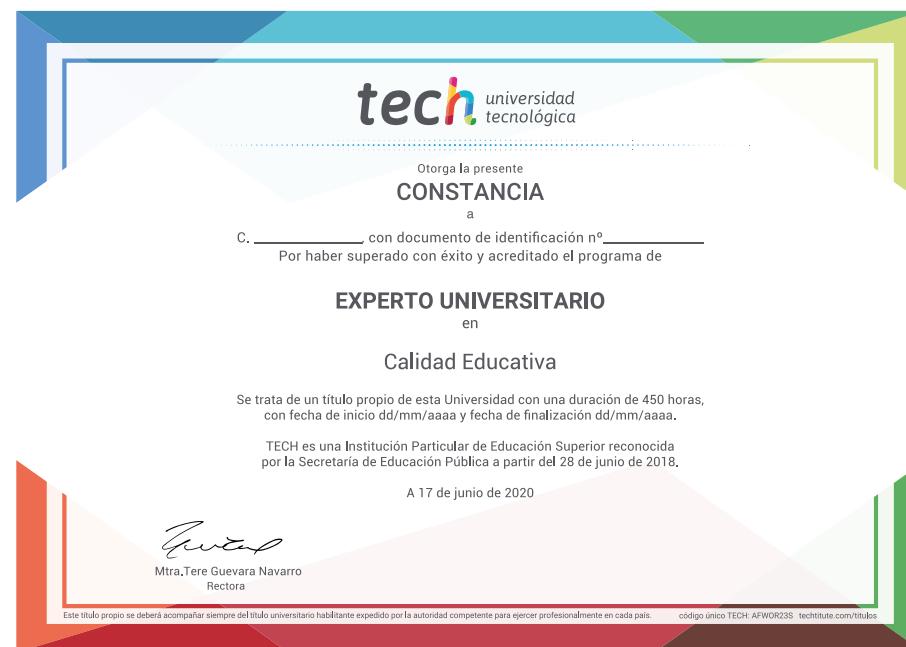 tech universidad
tecnológica
Otorga la presente
CONSTANCIA
a
C. ____________, con documento de identificación nº____________
Por haber superado con éxito y acreditado el programa de
EXPERTO UNIVERSITARIO
en
Calidad Educativa
Se trata de un título propio de esta Universidad con una duración de 450 horas,
con fecha de inicio dd/mm/aaaa y fecha de finalización dd/mm/aaaa.
TECH es una Institución Particular de Educación Superior reconocida
por la Secretaría de Educación Pública a partir del 28 de junio de 2018.
A 17 de junio de 2020
Mtra.Tere Guevara Navarro
Rectora
Este título propio se deberá acompañar siempre del título universitario habilitante expedido por la autoridad competente para ejercer profesionalmente en cada país. código único TECH: AFWOR23S techtitute.com/titulos